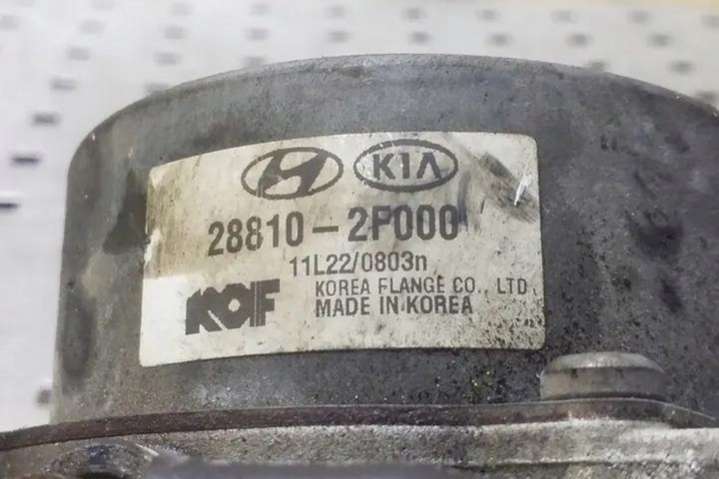 KIA
28810-2F000
11L22/0803n
KOF
KOREA FLANGE CO., LTD
MADE IN KOREA